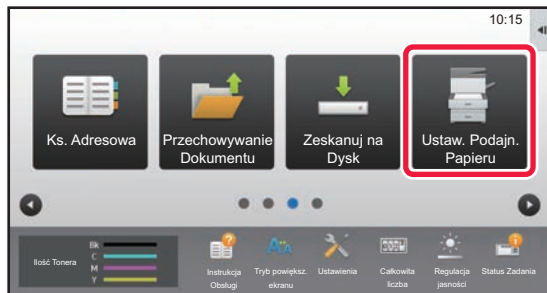 10:15
Ks. Adresowa
Przechowywanie
Dokumentu
Zeskanuj na
Dysk
Ustaw. Podajn.
Papieru
Ilość Tonera
Bk
C
M
Y
Instrukcja
Obsługi
Tryb powiększ.
ekranu
Ustawienia
Całkowita
liczba
Regulacja
jasności
Status Zadania